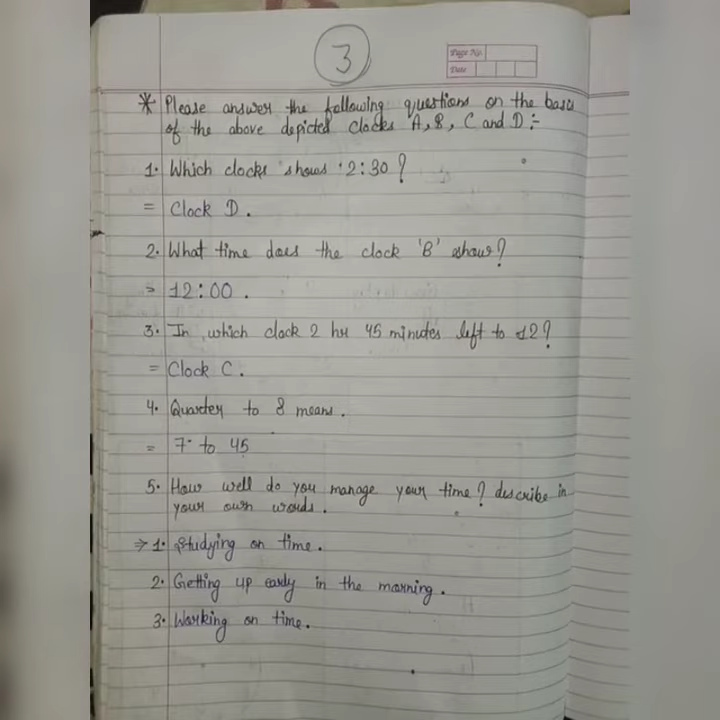 3
Page No.
Date
* Please answer the following questions on the basis
of the above depicted clocks A, B, C and D :-
1. Which clocks shows 2:30 ?
= Clock D.
2. What time does the clock 'B' show?
= 12:00 .
3. In which clock 2 hr 45 minutes left to 12?
= Clock C.
4. Quarter to 8 means.
= 7 to 45
5. How well do you manage your time? describe in
your own words.
⇒ 1. Studying on time.
2. Getting up early in the morning.
3. Working on time.